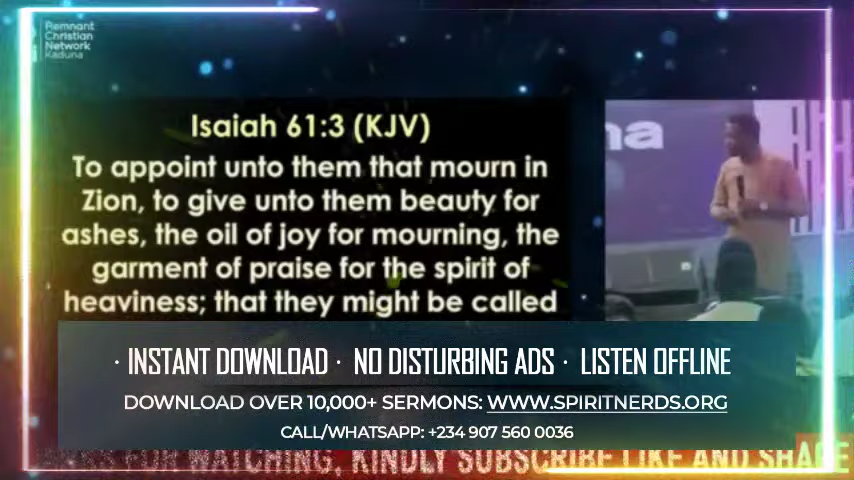 Remnant
Christian
Network
Kaduna
Isaiah 61:3 (KJV)
To appoint unto them that mourn in
Zion, to give unto them beauty for
ashes, the oil of joy for mourning, the
garment of praise for the spirit of
heaviness; that they might be called
na
· INSTANT DOWNLOAD · NO DISTURBING ADS · LISTEN OFFLINE
DOWNLOAD OVER 10,000+ SERMONS: WWW.SPIRITNERDS.ORG
CALL/WHATSAPP: +234 907 560 0036
FOR WATCHING, KINDLY SUBSCRIBE LIKE AND SHARE